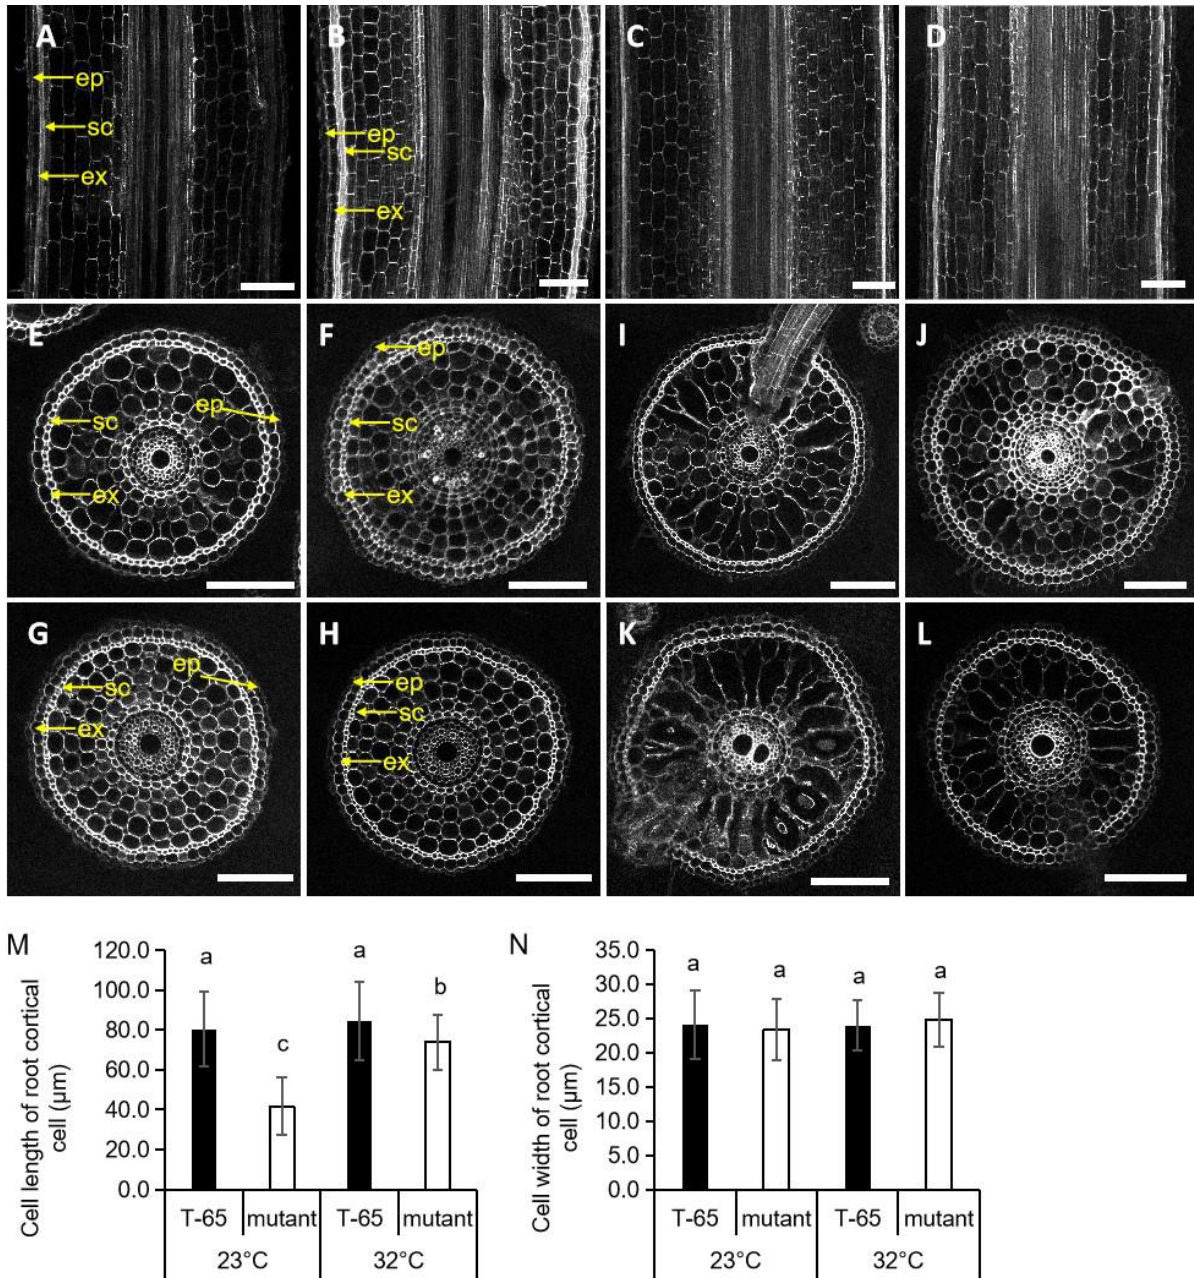 A B C D
ep ep
sc sc
ex ex
E F I J
ep ep
sc sc
ex ex
G H K L
sc ep ep
ex sc
ex
M N
Cell length of root cortical
cell (µm)
120.0
100.0
80.0
60.0
40.0
20.0
0.0
a c a b
T-65 mutant T-65 mutant
23°C 32°C
Cell width of root cortical
cell (µm)
35.0
30.0
25.0
20.0
15.0
10.0
5.0
0.0
a a a a
T-65 mutant T-65 mutant
23°C 32°C